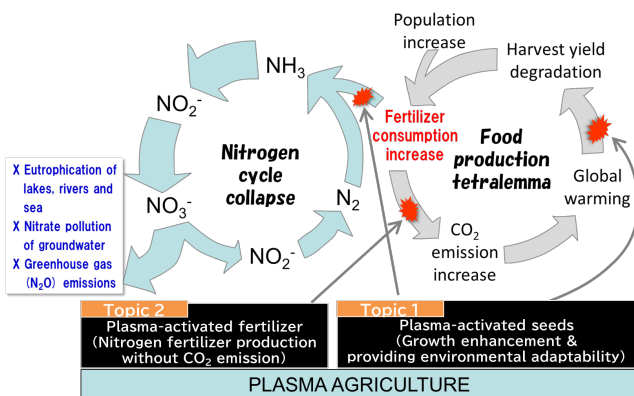 Population
increase
Harvest yield
degradation
NH₃
NO₂⁻
Fertilizer
consumption
increase
Food
production
tetralemma
Nitrogen
cycle
collapse
X Eutrophication of
lakes, rivers and
sea
X Nitrate pollution
of groundwater
X Greenhouse gas
(N₂O) emissions
NO₃⁻
N₂
Global
warming
CO₂
emission
increase
NO₂⁻
Topic 2
Plasma-activated fertilizer
(Nitrogen fertilizer production
without CO₂ emission)
Topic 1
Plasma-activated seeds
(Growth enhancement &
providing environmental adaptability)
PLASMA AGRICULTURE